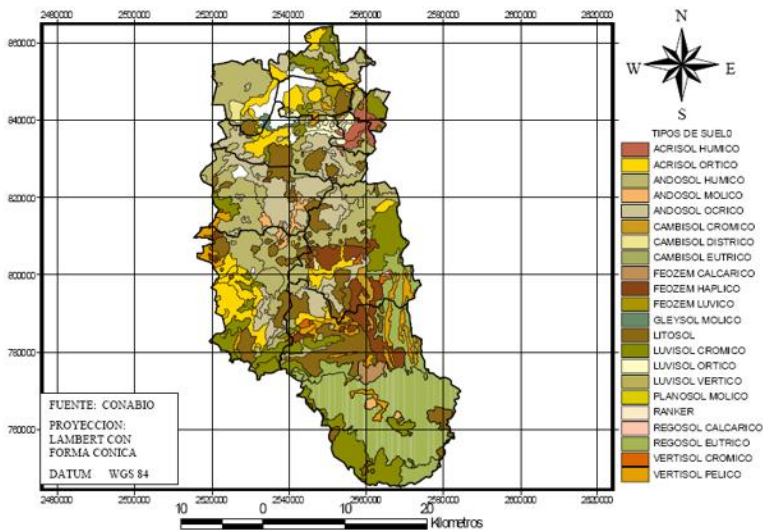 2480000 2500000 2520000 2540000 2560000 2580000 2600000 2620000
860000
840000
820000
800000
780000
760000
N
W E
S
TIPOS DE SUELO
ACRISOL HUMICO
ACRISOL ORTICO
ANDOSOL HUMICO
ANDOSOL MOLICO
ANDOSOL OCRICO
CAMBISOL CROMICO
CAMBISOL DISTRICO
CAMBISOL EUTRICO
FEOZEM CALCARICO
FEOZEM HAPLICO
FEOZEM LUVICO
GLEYSOL MOLICO
LITOSOL
LUVISOL CROMICO
LUVISOL ORTICO
LUVISOL VERTICO
PLANOSOL MOLICO
RANKER
REGOSOL CALCARICO
REGOSOL EUTRICO
VERTISOL CROMICO
VERTISOL PELICO
FUENTE: CONABIO
PROYECCION:
LAMBERT CON
FORMA CONICA
DATUM WGS 84
2480000 2500000 2520000 2540000 2560000 2580000 2600000 2620000
10 0 10 20 Kilometros